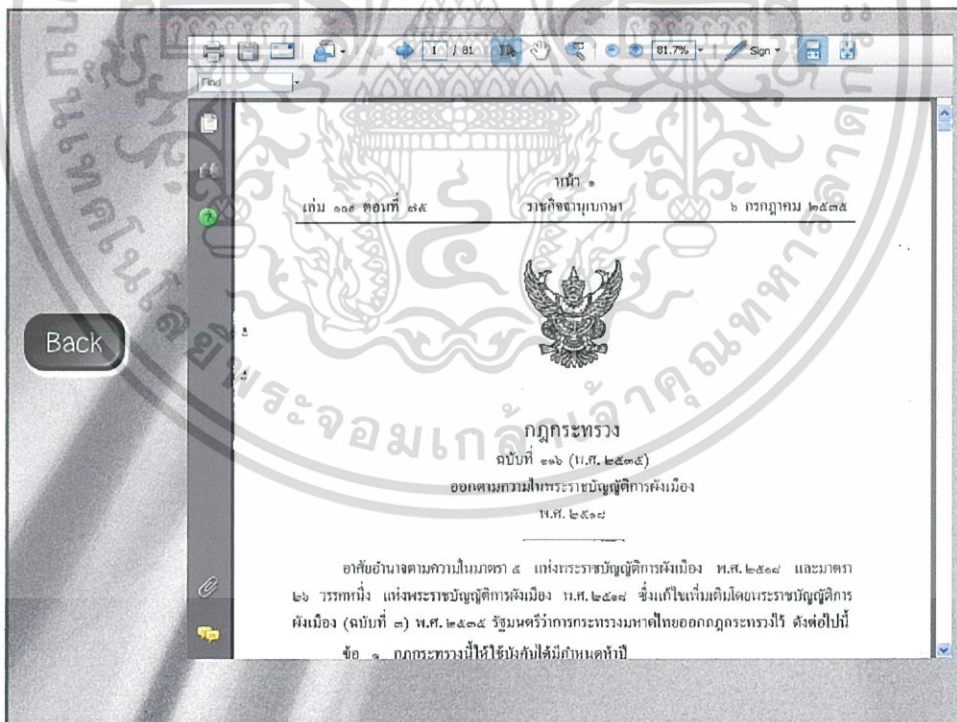 1 / 81 81.7% Sign
Find
หน้า ๑
เล่ม ๑๐๙ ตอนที่ ๗๕ ราชกิจจานุเบกษา ๖ กรกฎาคม ๒๕๓๕
Back
กฎกระทรวง
ฉบับที่ ๑๑๖ (พ.ศ. ๒๕๓๕)
ออกตามความในพระราชบัญญัติการผังเมือง
พ.ศ. ๒๕๑๘
อาศัยอำนาจตามความในมาตรา ๕ แห่งพระราชบัญญัติการผังเมือง พ.ศ. ๒๕๑๘ และมาตรา
๒๖ วรรคหนึ่ง แห่งพระราชบัญญัติการผังเมือง พ.ศ. ๒๕๑๘ ซึ่งแก้ไขเพิ่มเติมโดยพระราชบัญญัติการ
ผังเมือง (ฉบับที่ ๓) พ.ศ. ๒๕๓๕ รัฐมนตรีว่าการกระทรวงมหาดไทยออกกฎกระทรวงไว้ ดังต่อไปนี้
ข้อ ๑ กฎกระทรวงนี้ให้ใช้บังคับได้มีกำหนดห้าปี
เทคโนโลยีพระจอมเกล้าเจ้าคุณทหารลาดกระ